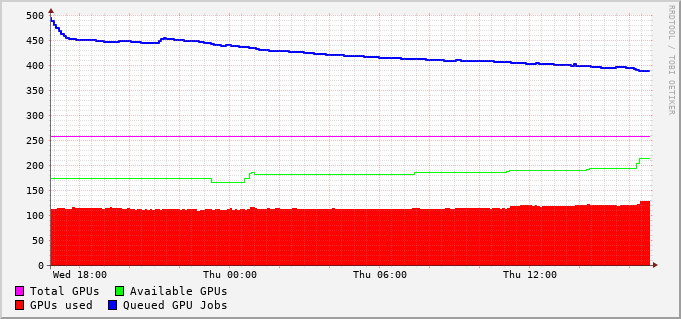 500
450
400
350
300
250
200
150
100
50
0
Wed 18:00 Thu 00:00 Thu 06:00 Thu 12:00
Total GPUs Available GPUs
GPUs used Queued GPU Jobs
RRDTOOL / TOBI OETIKER